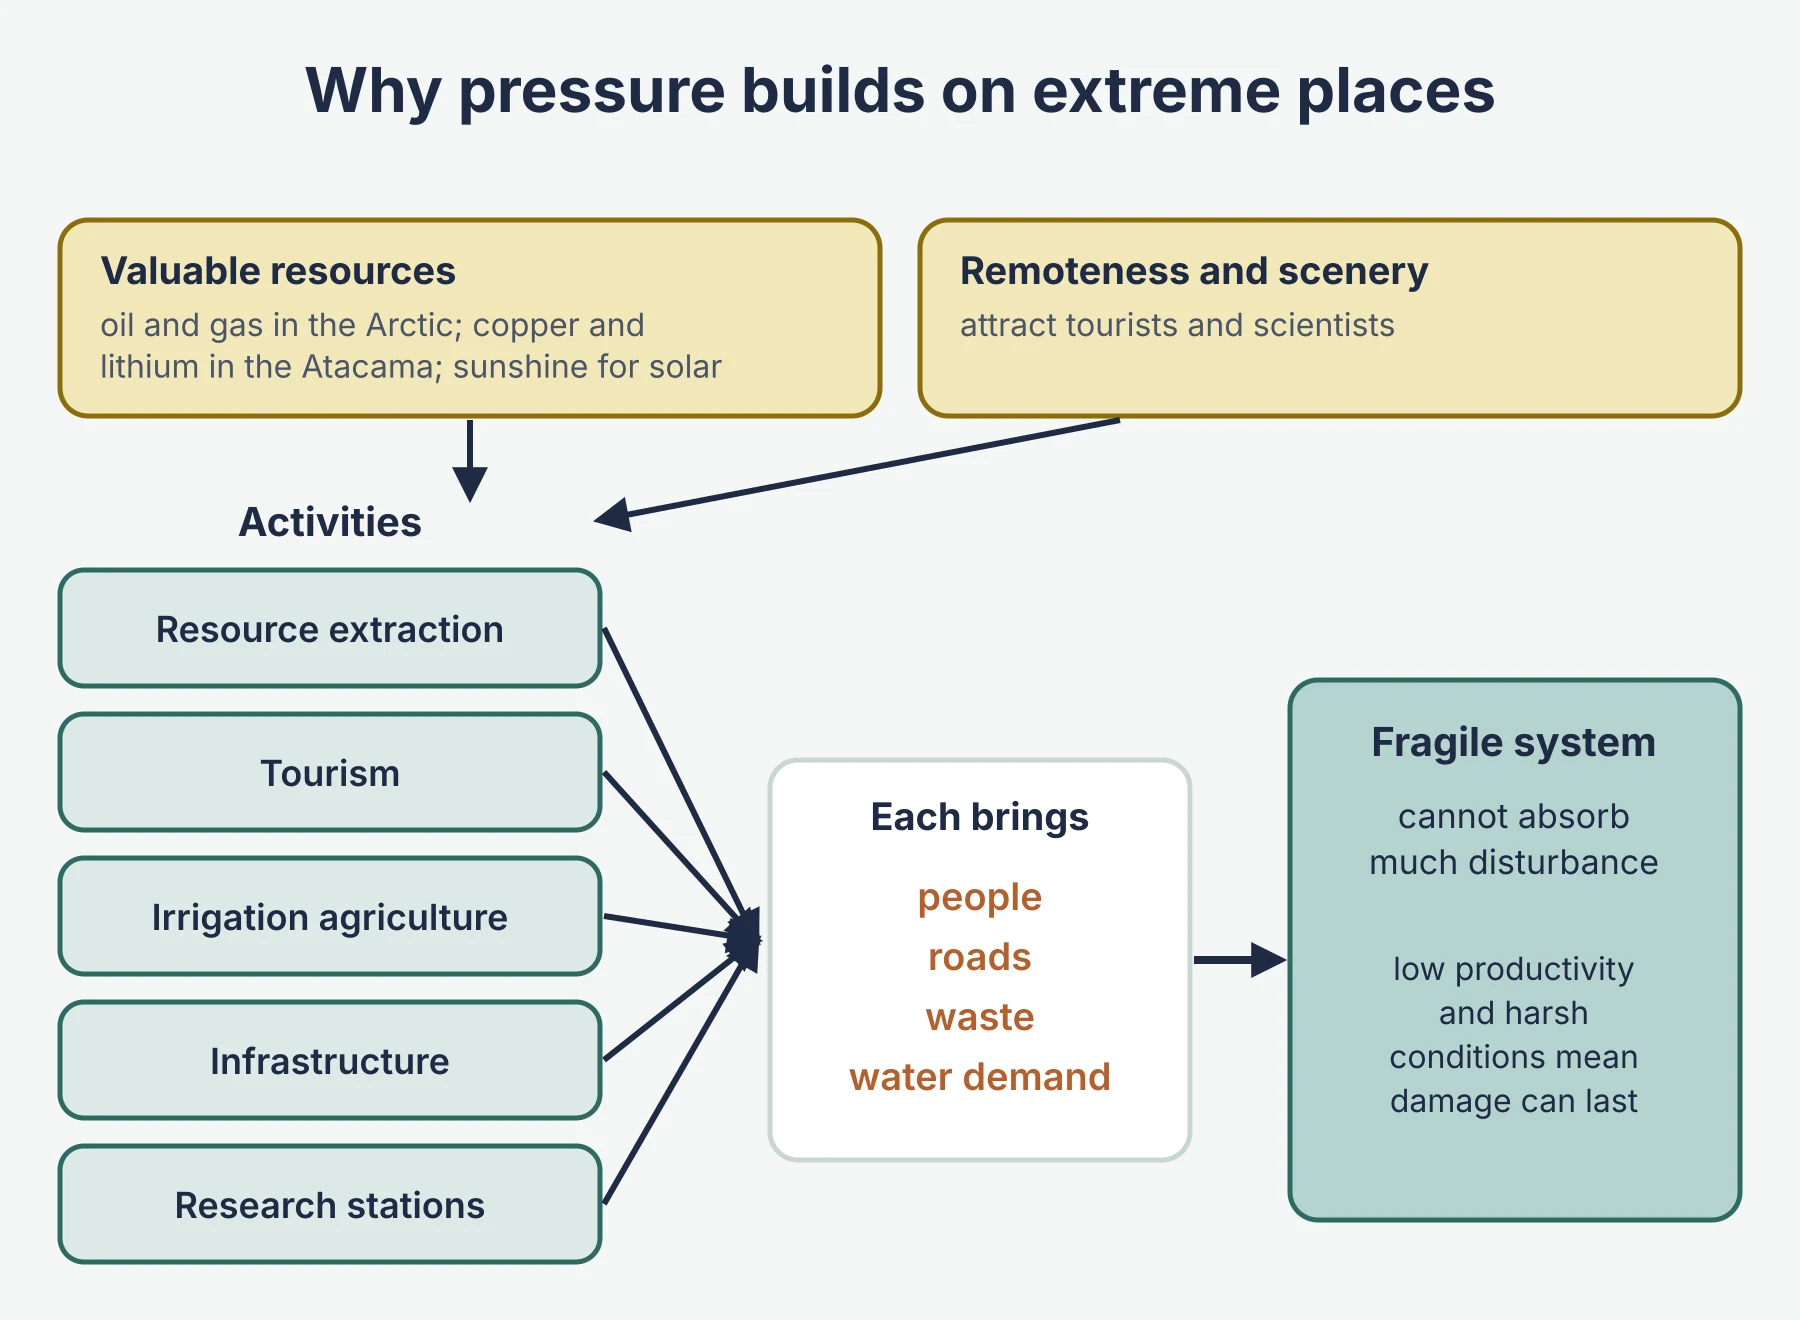 Why pressure builds on extreme places
Valuable resources
oil and gas in the Arctic; copper and
lithium in the Atacama; sunshine for solar
Remoteness and scenery
attract tourists and scientists
Activities
Resource extraction
Tourism
Irrigation agriculture
Infrastructure
Research stations
Each brings
people
roads
waste
water demand
Fragile system
cannot absorb
much disturbance
low productivity
and harsh
conditions mean
damage can last